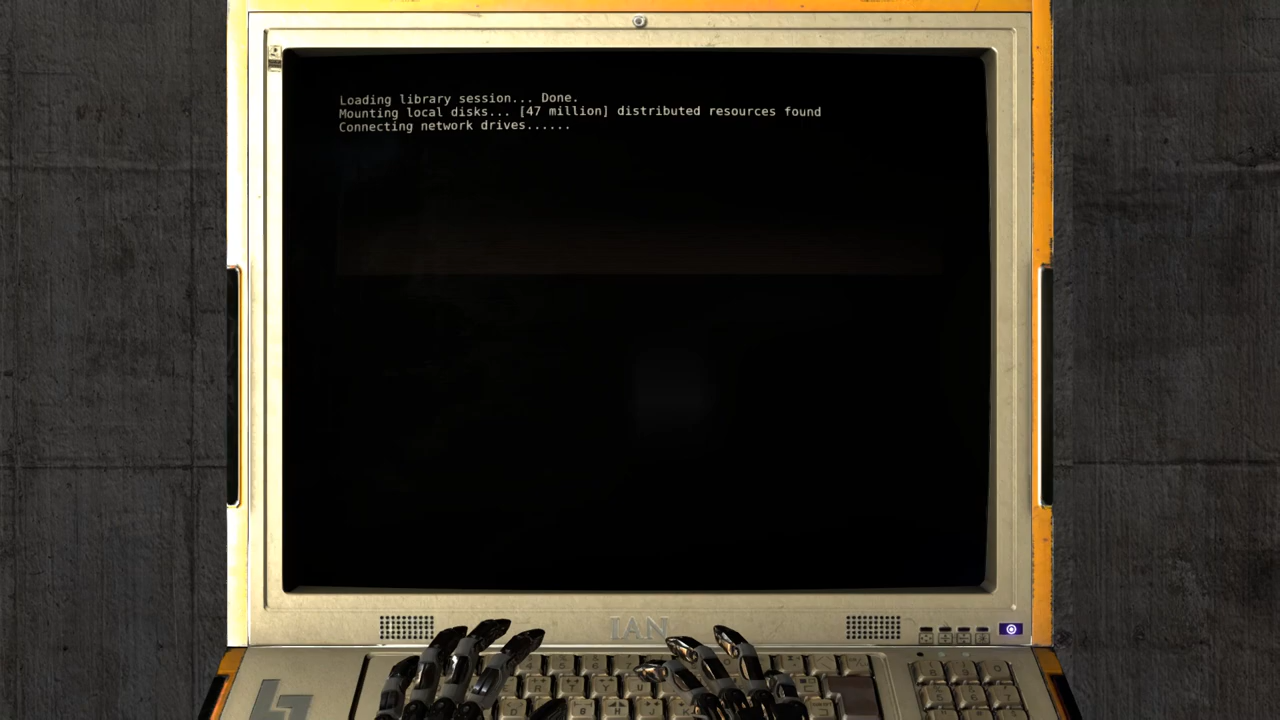 Loading library session... Done.
Mounting local disks... [47 million] distributed resources found
Connecting network drives......
IAN